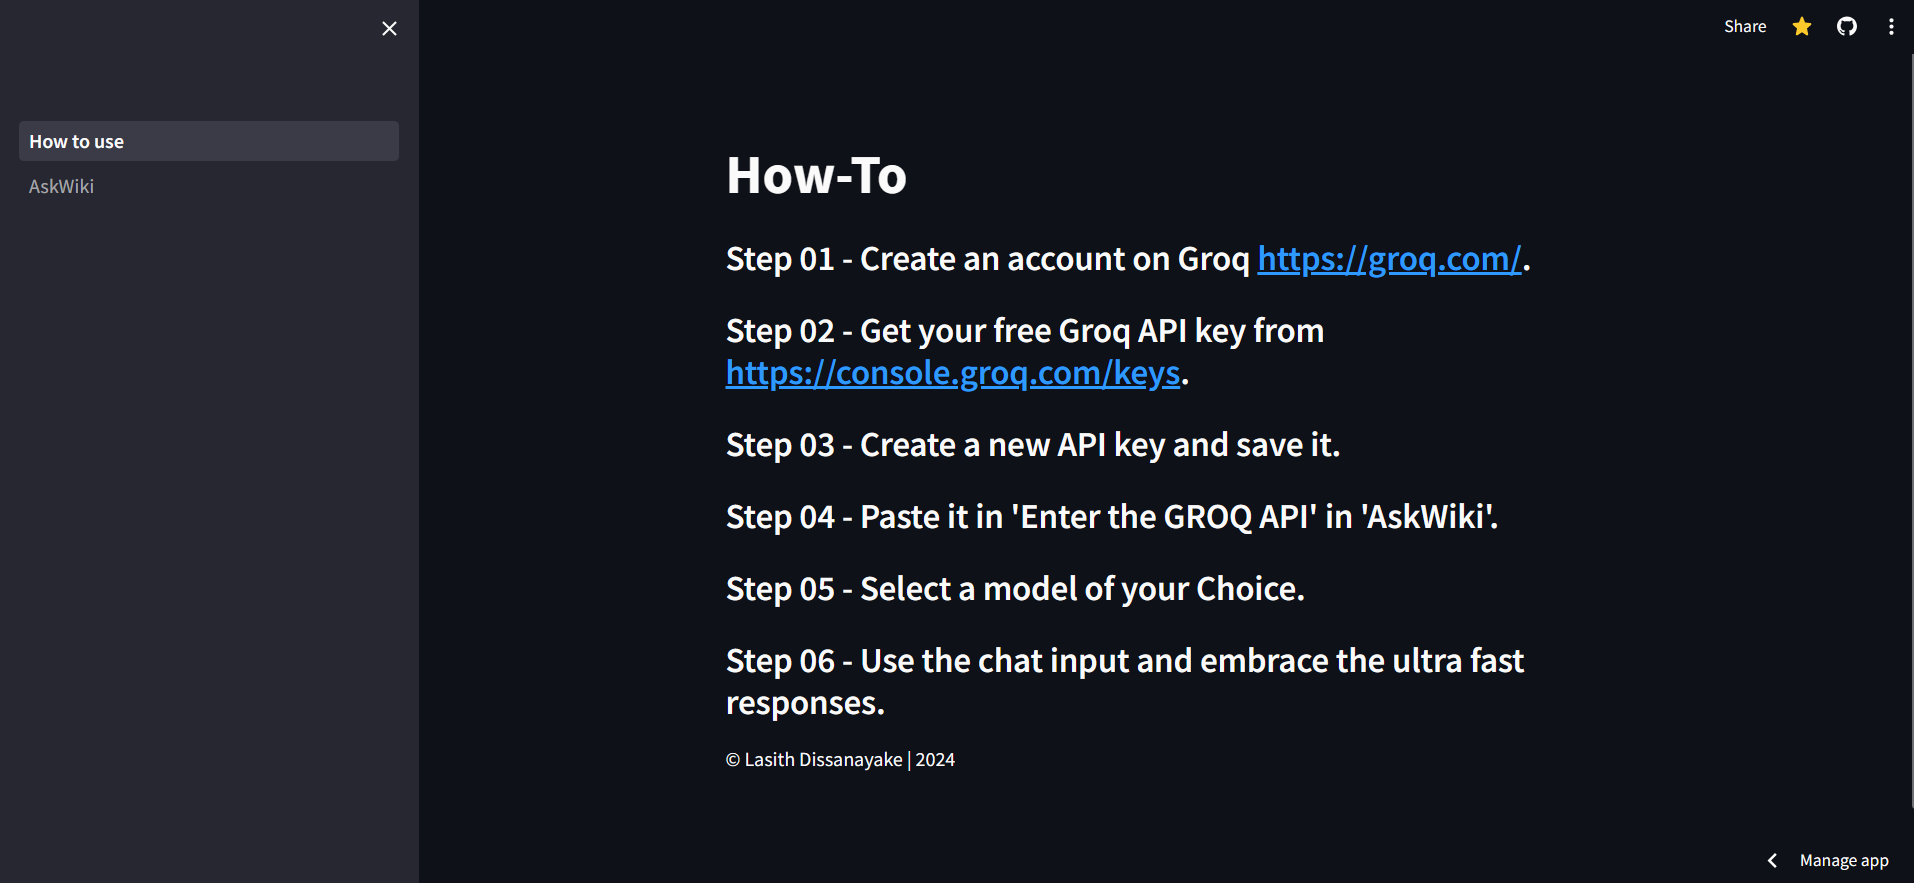 Share
How to use
AskWiki
How-To
Step 01 - Create an account on Groq https://groq.com/.
Step 02 - Get your free Groq API key from
https://console.groq.com/keys.
Step 03 - Create a new API key and save it.
Step 04 - Paste it in 'Enter the GROQ API' in 'AskWiki'.
Step 05 - Select a model of your Choice.
Step 06 - Use the chat input and embrace the ultra fast
responses.
© Lasith Dissanayake | 2024
Manage app